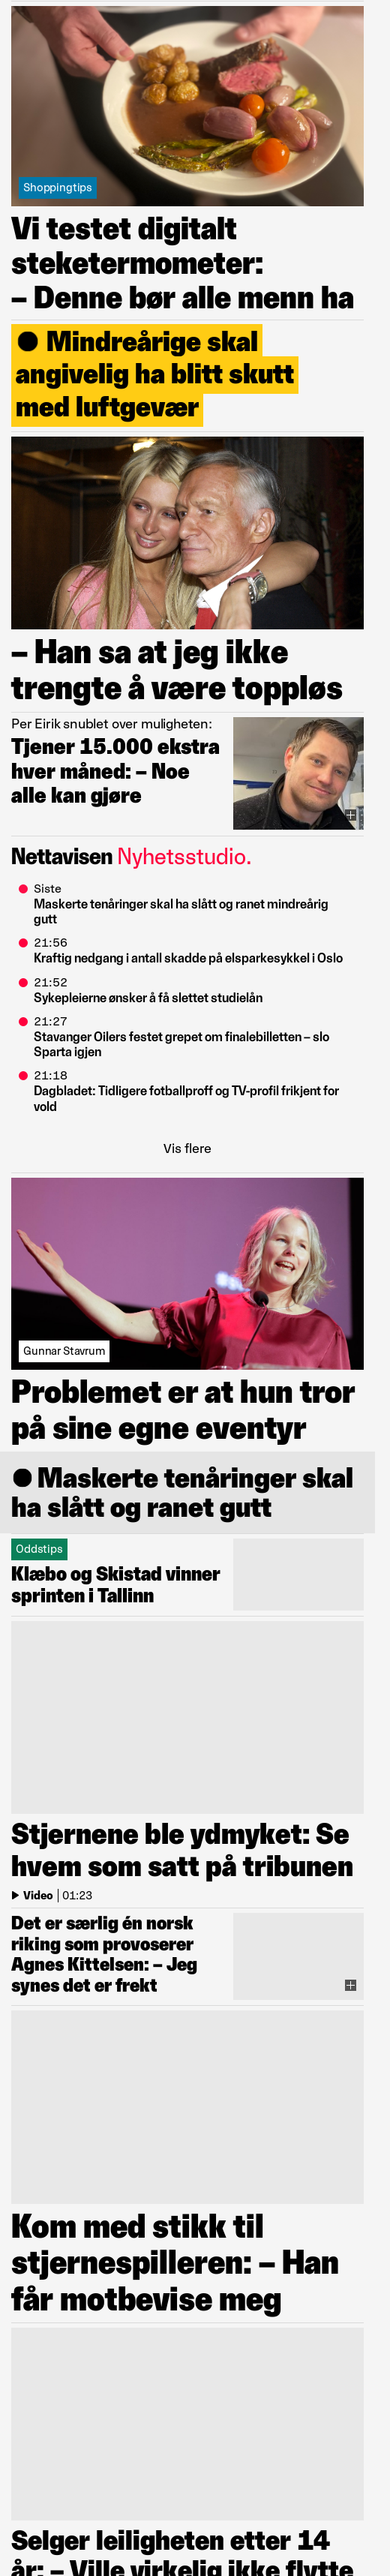 Shoppingtips
Vi testet digitalt
steketermometer:
– Denne bør alle menn ha
● Mindreårige skal
angivelig ha blitt skutt
med luftgevær
– Han sa at jeg ikke
trengte å være toppløs
Per Eirik snublet over muligheten:
Tjener 15.000 ekstra
hver måned: – Noe
alle kan gjøre
Nettavisen Nyhetsstudio.
Siste
Maskerte tenåringer skal ha slått og ranet mindreårig
gutt
21:56
Kraftig nedgang i antall skadde på elsparkesykkel i Oslo
21:52
Sykepleierne ønsker å få slettet studielån
21:27
Stavanger Oilers festet grepet om finalebilletten – slo
Sparta igjen
21:18
Dagbladet: Tidligere fotballproff og TV-profil frikjent for
vold
Vis flere
Gunnar Stavrum
Problemet er at hun tror
på sine egne eventyr
● Maskerte tenåringer skal
ha slått og ranet gutt
Oddstips
Klæbo og Skistad vinner
sprinten i Tallinn
Stjernene ble ydmyket: Se
hvem som satt på tribunen
Video | 01:23
Det er særlig én norsk
riking som provoserer
Agnes Kittelsen: – Jeg
synes det er frekt
Kom med stikk til
stjernespilleren: – Han
får motbevise meg
Selger leiligheten etter 14
år: – Ville virkelig ikke flytte